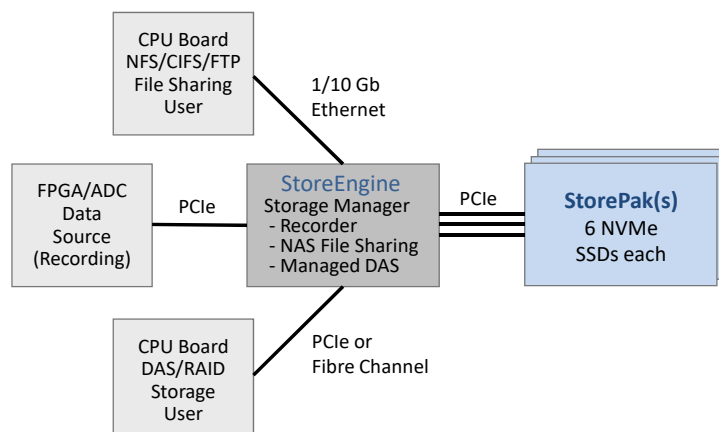 CPU Board
NFS/CIFS/FTP
File Sharing
User
1/10 Gb
Ethernet
FPGA/ADC
Data
Source
(Recording)
PCIe
StoreEngine
Storage Manager
- Recorder
- NAS File Sharing
- Managed DAS
PCIe
StorePak(s)
6 NVMe
SSDs each
CPU Board
DAS/RAID
Storage
User
PCIe or
Fibre Channel